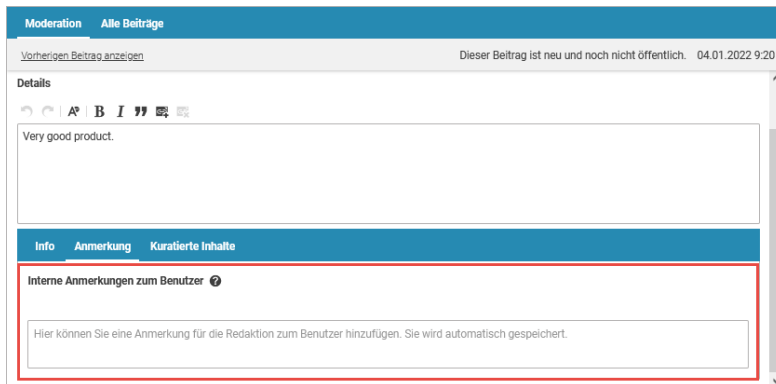 Moderation Alle Beiträge
Vorherigen Beitrag anzeigen Dieser Beitrag ist neu und noch nicht öffentlich. 04.01.2022 9:20
Details
B I
Very good product.
Info Anmerkung Kuratierte Inhalte
Interne Anmerkungen zum Benutzer ?
Hier können Sie eine Anmerkung für die Redaktion zum Benutzer hinzufügen. Sie wird automatisch gespeichert.